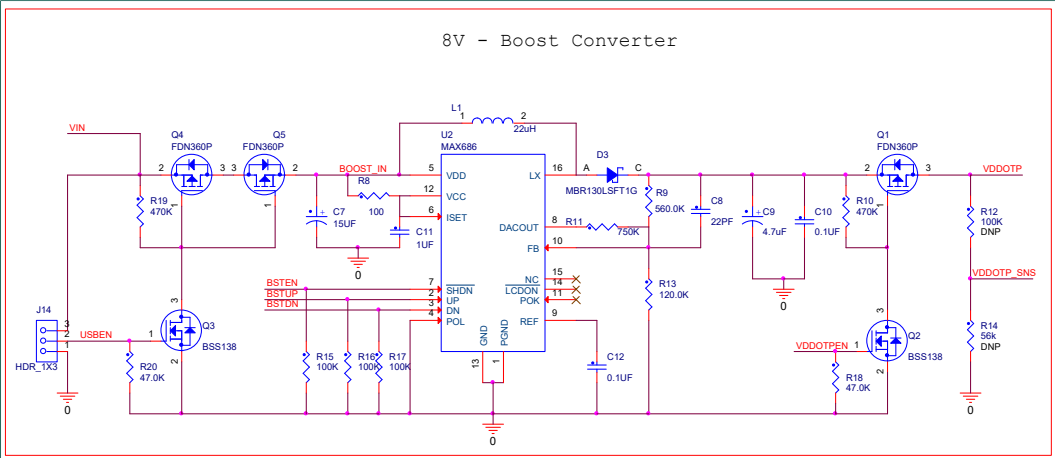 8V - Boost Converter
VIN
Q4
FDN360P
2
3
1
Q5
FDN360P
3
2
1
BOOST_IN
R19
470K
R8
100
C7
15UF
C11
1UF
0
L1
1
2
22uH
U2
MAX686
5
VDD
12
VCC
6
ISET
7
SHDN
2
UP
3
DN
4
POL
LX
16
DACOUT
8
FB
10
NC
15
LCDON
14
POK
11
REF
9
GND
13
PGND
1
BSTEN
BSTUP
BSTDN
D3
A
C
MBR130LSFT1G
R9
560.0K
R11
750K
R13
120.0K
C8
22PF
C9
4.7uF
C10
0.1UF
0
R10
470K
Q1
FDN360P
2
3
1
VDDOTP
R12
100K
DNP
VDDOTP_SNS
R14
56k
DNP
0
J14
3
2
1
HDR_1X3
0
USBEN
R20
47.0K
Q3
BSS138
3
1
2
R15
100K
R16
100K
R17
100K
0
C12
0.1UF
VDDOTPEN
R18
47.0K
Q2
BSS138
3
1
2